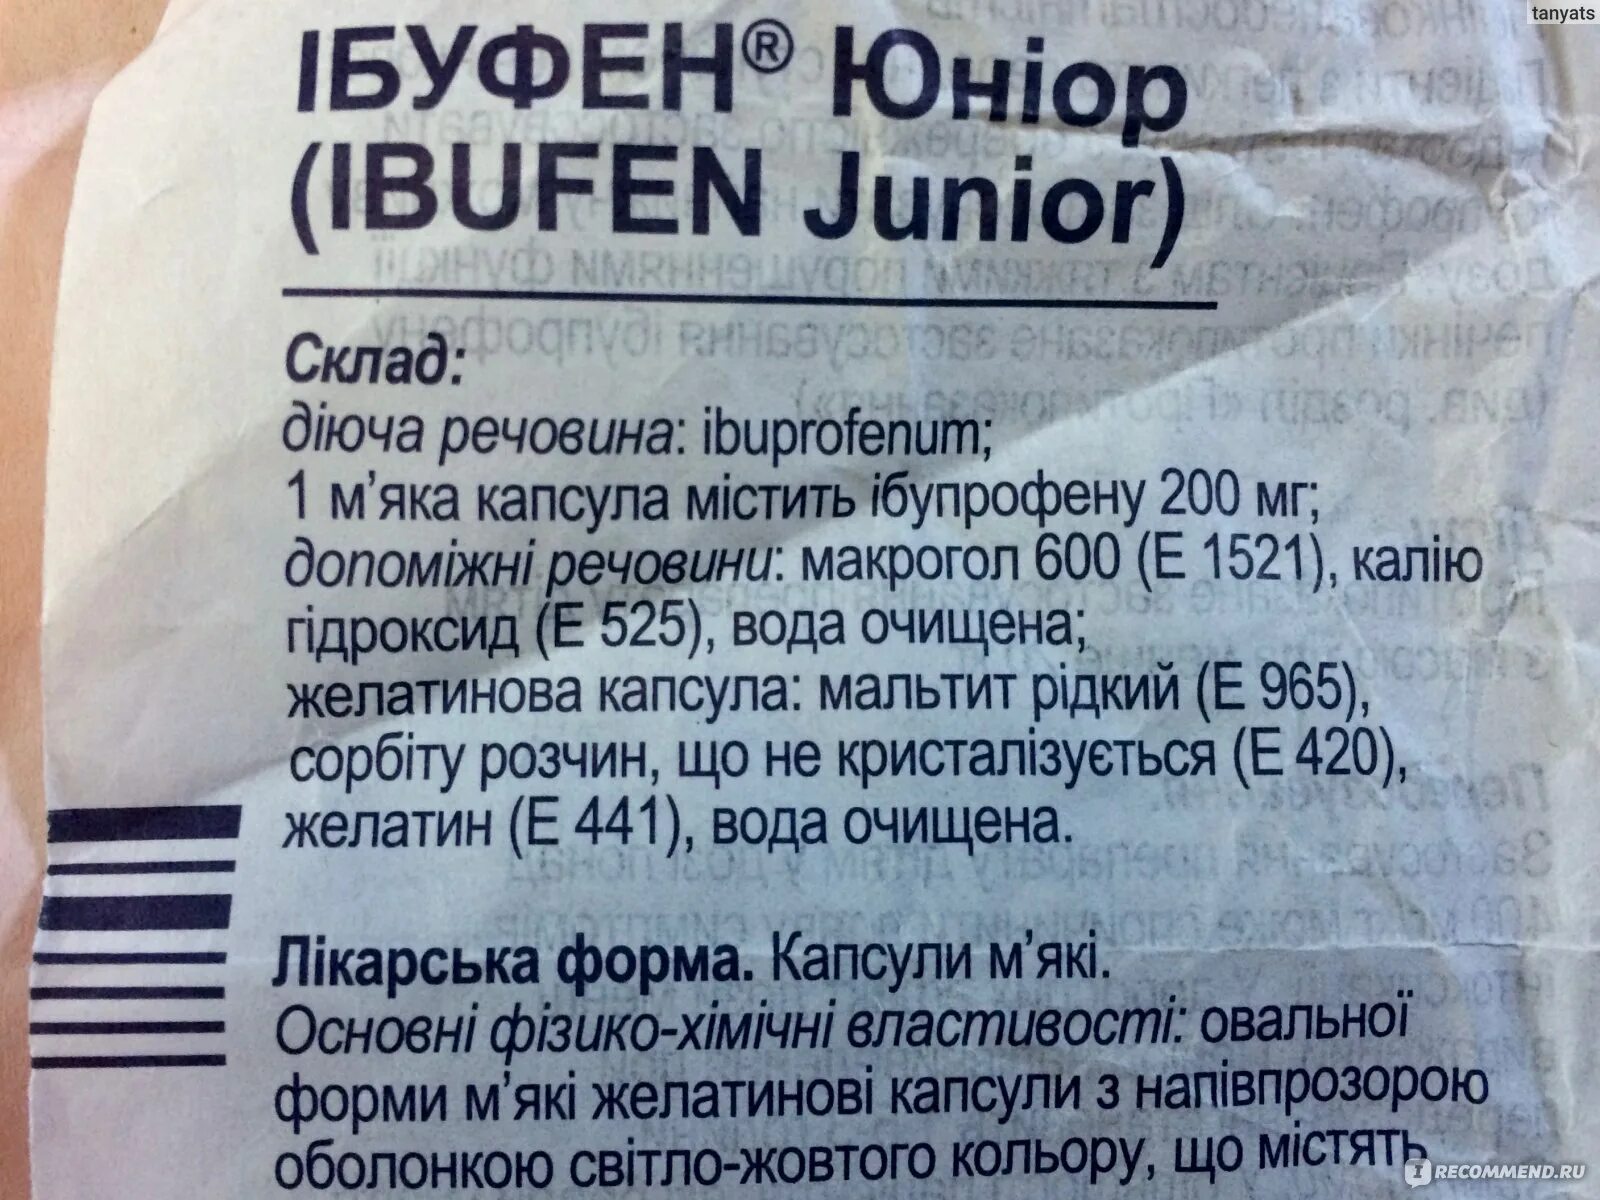 tanyats
ІБУФЕН® Юніор
(IBUFEN Junior)
Склад:
діюча речовина: ibuprofenum;
1 м’яка капсула містить ібупрофену 200 мг;
допоміжні речовини: макрогол 600 (Е 1521), калію
гідроксид (Е 525), вода очищена;
желатинова капсула: мальтит рідкий (Е 965),
сорбіту розчин, що не кристалізується (Е 420),
желатин (Е 441), вода очищена.
Лікарська форма. Капсули м’які.
Основні фізико-хімічні властивості: овальної
форми м’які желатинові капсули з напівпрозорою
оболонкою світло-жовтого кольору, що містять
IRECOMMEND.RU